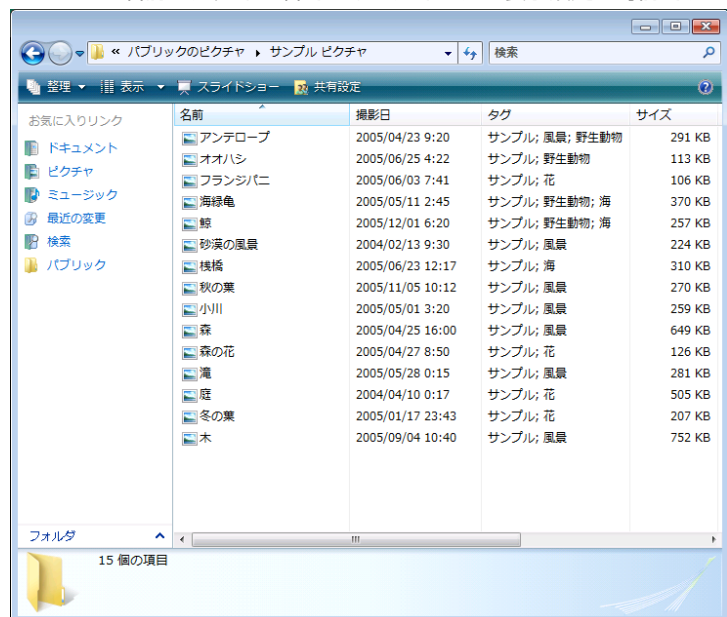 « パブリックのピクチャ ▸ サンプル ピクチャ 検索
整理 表示 スライドショー 共有設定
お気に入りリンク
ドキュメント
ピクチャ
ミュージック
最近の変更
検索
パブリック
フォルダ
名前 撮影日 タグ サイズ
アンテロープ 2005/04/23 9:20 サンプル; 風景; 野生動物 291 KB
オオハシ 2005/06/25 4:22 サンプル; 野生動物 113 KB
フランジパニ 2005/06/03 7:41 サンプル; 花 106 KB
海緑亀 2005/05/11 2:45 サンプル; 野生動物; 海 370 KB
鯨 2005/12/01 6:20 サンプル; 野生動物; 海 257 KB
砂漠の風景 2004/02/13 9:30 サンプル; 風景 224 KB
桟橋 2005/06/23 12:17 サンプル; 海 310 KB
秋の葉 2005/11/05 10:12 サンプル; 風景 270 KB
小川 2005/05/01 3:20 サンプル; 風景 259 KB
森 2005/04/25 16:00 サンプル; 風景 649 KB
森の花 2005/04/27 8:50 サンプル; 花 126 KB
滝 2005/05/28 0:15 サンプル; 風景 281 KB
庭 2004/04/10 0:17 サンプル; 花 505 KB
冬の葉 2005/01/17 23:43 サンプル; 花 207 KB
木 2005/09/04 10:40 サンプル; 風景 752 KB
15 個の項目